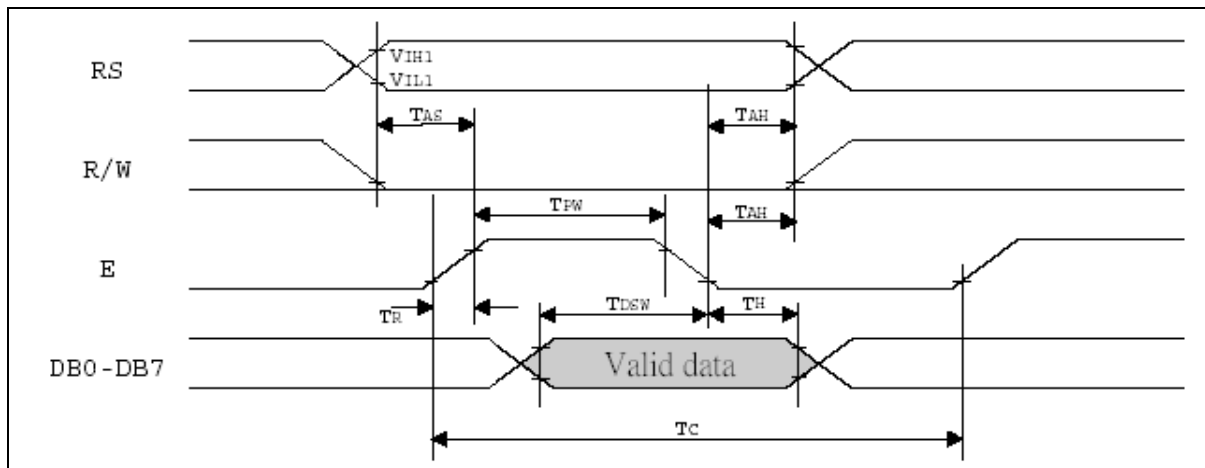 RS
VIH1
VIL1
TAS
TAH
R/W
TPW
TAH
E
TR
TDSW
TH
DB0-DB7
Valid data
TC